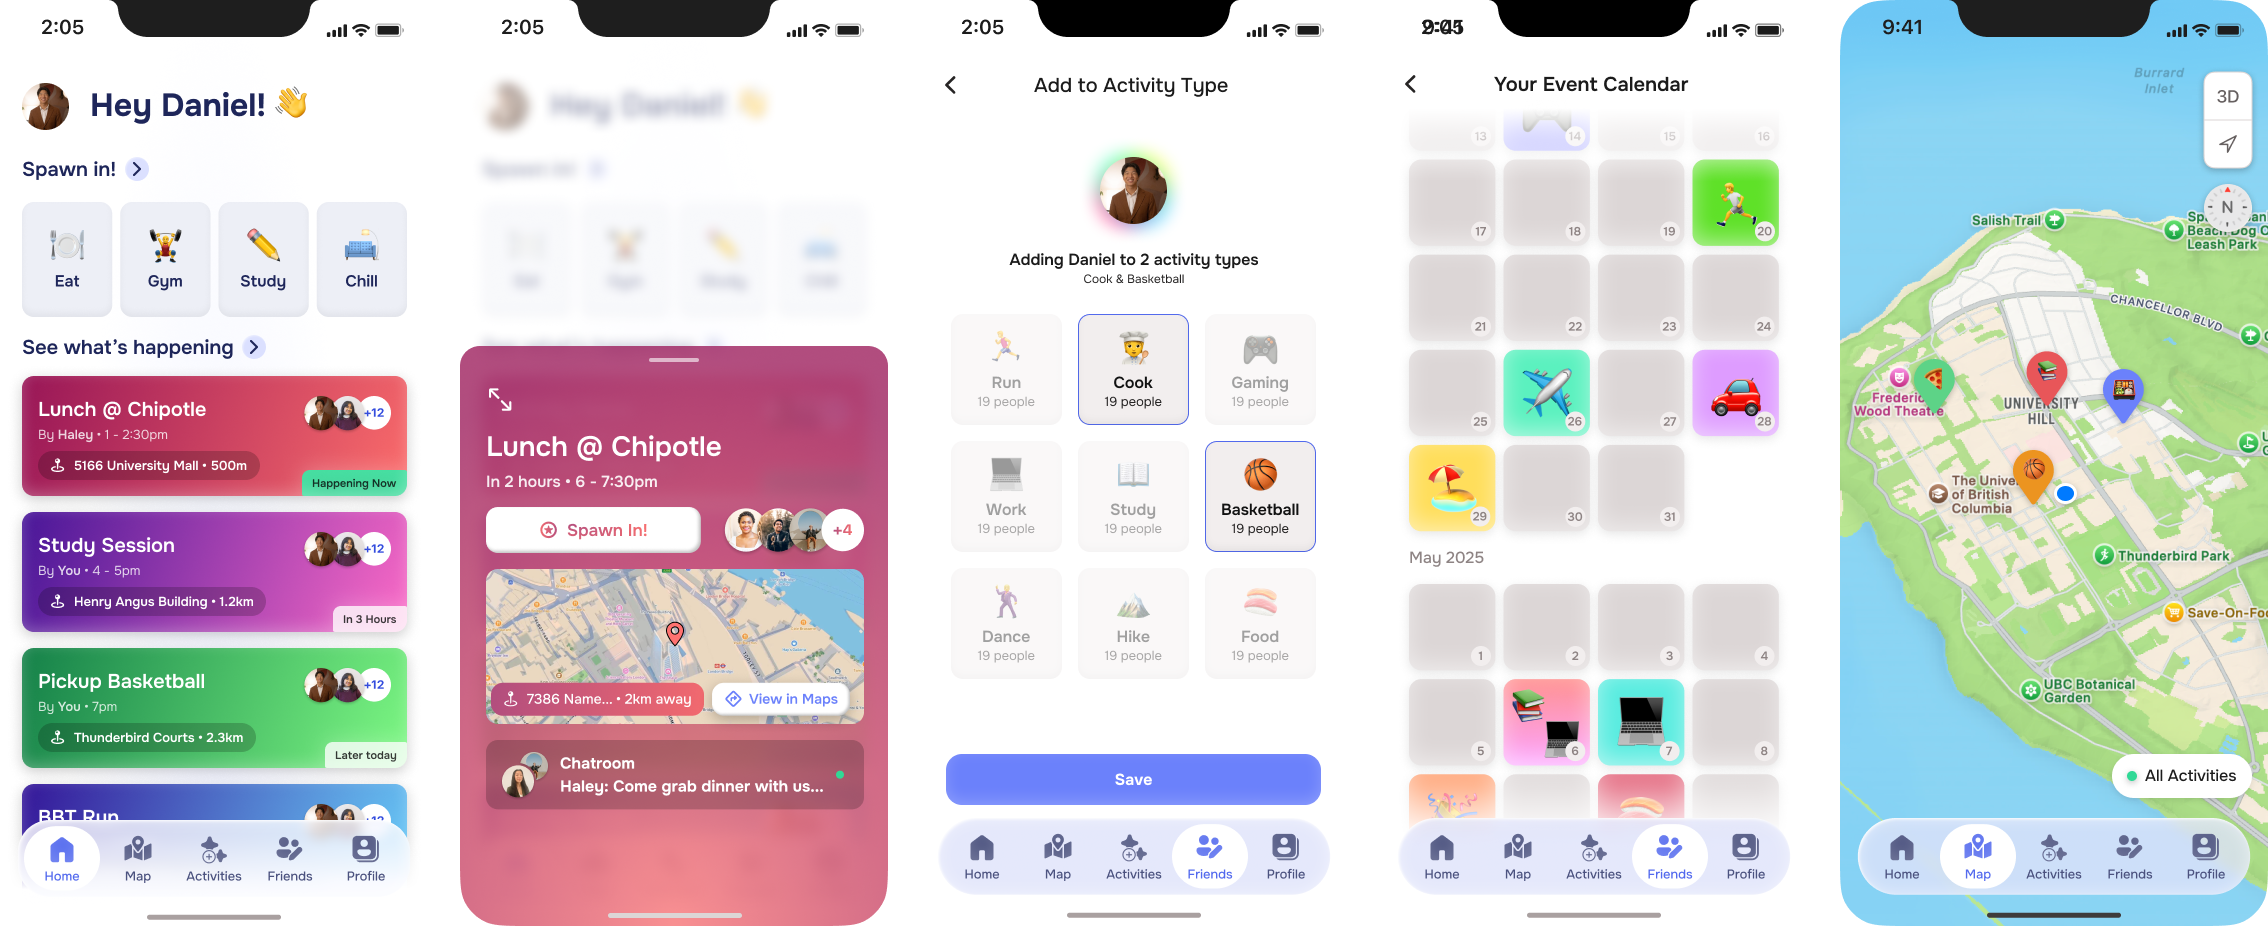 2:05
Hey Daniel! 👋
Spawn in!
Eat
Gym
Study
Chill
See what's happening
Lunch @ Chipotle
By Haley • 1 - 2:30pm
+12
5166 University Mall • 500m
Happening Now
Study Session
By You • 4 - 5pm
+12
Henry Angus Building • 1.2km
In 3 Hours
Pickup Basketball
By You • 7pm
+12
Thunderbird Courts • 2.3km
Later today
BBT Run
+12
Home
Map
Activities
Friends
Profile
2:05
Hey Daniel! 👋
Spawn in!
Lunch @ Chipotle
In 2 hours • 6 - 7:30pm
Spawn In!
+4
7386 Name... • 2km away
View in Maps
Chatroom
Haley: Come grab dinner with us...
2:05
Add to Activity Type
Adding Daniel to 2 activity types
Cook & Basketball
Run
19 people
Cook
19 people
Gaming
19 people
Work
19 people
Study
19 people
Basketball
19 people
Dance
19 people
Hike
19 people
Food
19 people
Save
Home
Map
Activities
Friends
Profile
Your Event Calendar
13
14
15
16
17
18
19
20
21
22
23
24
25
26
27
28
29
30
31
May 2025
1
2
3
4
5
6
7
8
Home
Map
Activities
Friends
Profile
9:41
Burrard
Inlet
3D
N
Salish Trail
Beach Dog O
Leash Park
CHANCELLOR BLVD
Frederic
Wood Theatre
UNIVERSITY
HILL
The Unive
of British
Columbia
Thunderbird Park
Save-On-Foo
UBC Botanical
Garden
All Activities
Home
Map
Activities
Friends
Profile